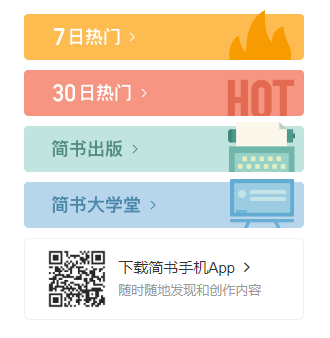 7日热门 >
HOT
30日热门 >
简书出版 >
简书大学堂 >
下载简书手机App >
随时随地发现和创作内容